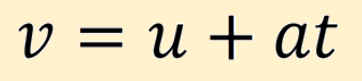 v = u + at